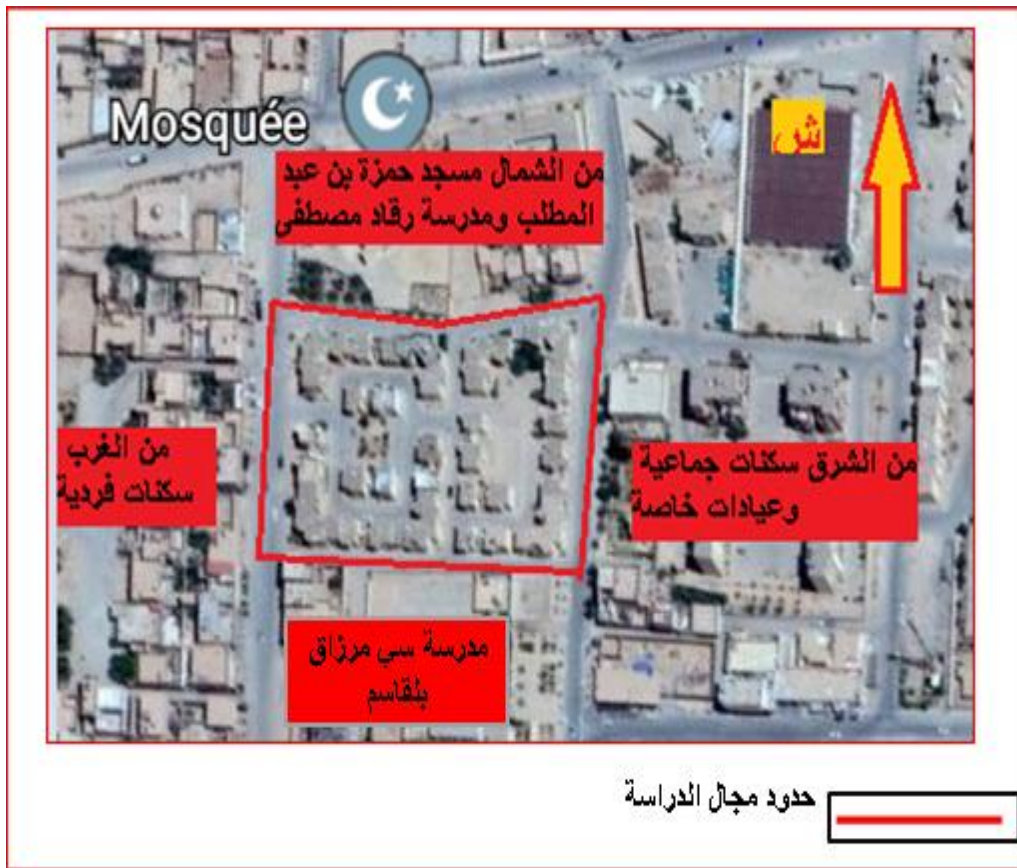 Mosquée
ش
من الشمال مسجد حمزة بن عبد
المطلب ومدرسة رقاد مصطفى
من الغرب
سكنات فردية
من الشرق سكنات جماعية
وعيادات خاصة
مدرسة سي مرزاق
بلقاسم
حدود مجال الدراسة